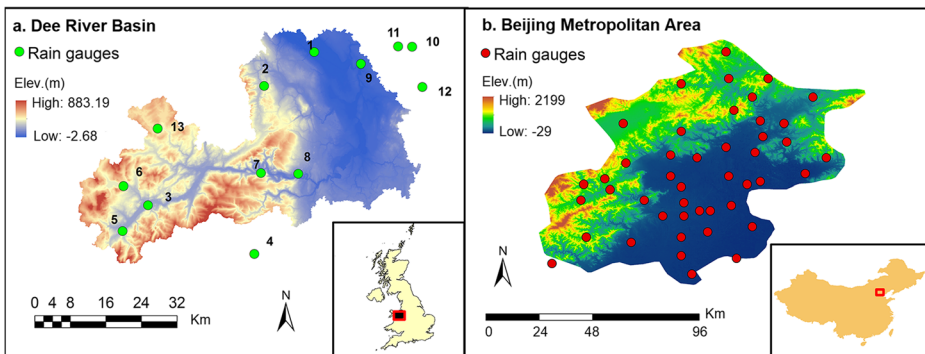 a. Dee River Basin
Rain gauges
Elev.(m)
High: 883.19
Low: -2.68
1
2
3
4
5
6
7
8
9
10
11
12
13
0 4 8 16 24 32
Km
N
b. Beijing Metropolitan Area
Rain gauges
Elev.(m)
High: 2199
Low: -29
N
0 24 48 96
Km